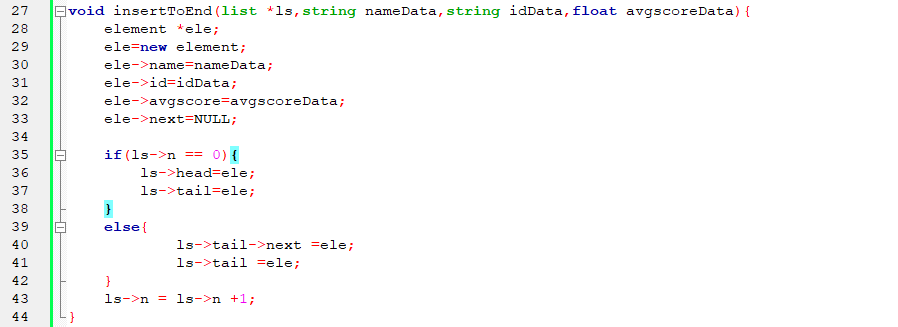 27 void insertToEnd(list *ls,string nameData,string idData,float avgscoreData){
28 element *ele;
29 ele=new element;
30 ele->name=nameData;
31 ele->id=idData;
32 ele->avgscore=avgscoreData;
33 ele->next=NULL;
34
35 if(ls->n == 0){
36 ls->head=ele;
37 ls->tail=ele;
38 }
39 else{
40 ls->tail->next =ele;
41 ls->tail =ele;
42 }
43 ls->n = ls->n +1;
44 }